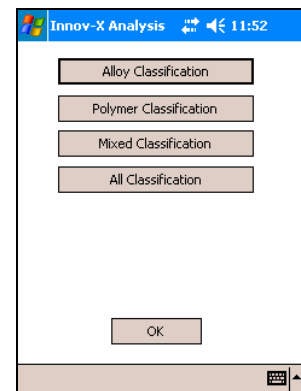 Innov-X Analysis 11:52
Alloy Classification
Polymer Classification
Mixed Classification
All Classification
OK